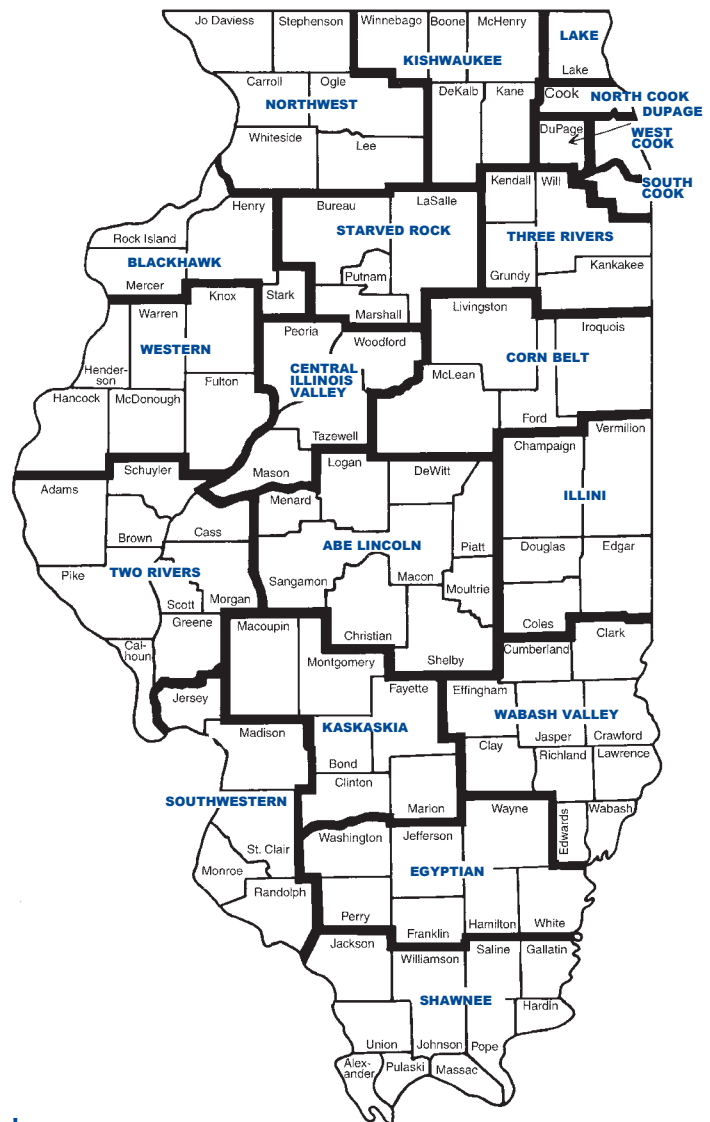 Jo Daviess
Stephenson
Winnebago
Boone
McHenry
LAKE
Lake
KISHWAUKEE
Carroll
Ogle
NORTHWEST
DeKalb
Kane
Cook
NORTH COOK
DUPAGE
DuPage
WEST
COOK
Whiteside
Lee
SOUTH
COOK
Kendall
Will
Henry
Bureau
LaSalle
STARVED ROCK
THREE RIVERS
Rock Island
BLACKHAWK
Mercer
Putnam
Grundy
Kankakee
Knox
Stark
Marshall
Livingston
Warren
Peoria
Woodford
Iroquois
WESTERN
CENTRAL
ILLINOIS
VALLEY
CORN BELT
Hender-
son
McLean
Fulton
Hancock
McDonough
Ford
Tazewell
Vermilion
Champaign
Schuyler
Mason
Logan
DeWitt
Adams
Menard
ILLINI
Brown
Cass
ABE LINCOLN
Piatt
Douglas
Edgar
Pike
TWO RIVERS
Sangamon
Macon
Moultrie
Scott
Morgan
Greene
Macoupin
Christian
Coles
Clark
Cal-
houn
Montgomery
Shelby
Cumberland
Jersey
Fayette
Effingham
WABASH VALLEY
Madison
KASKASKIA
Jasper
Crawford
Clay
Richland
Lawrence
Bond
Clinton
SOUTHWESTERN
Marion
Wayne
Edwards
Wabash
Washington
Jefferson
St. Clair
EGYPTIAN
Monroe
Randolph
Perry
Franklin
Hamilton
White
Jackson
Williamson
Saline
Gallatin
SHAWNEE
Hardin
Union
Johnson
Pope
Alex-
ander
Pulaski
Massac